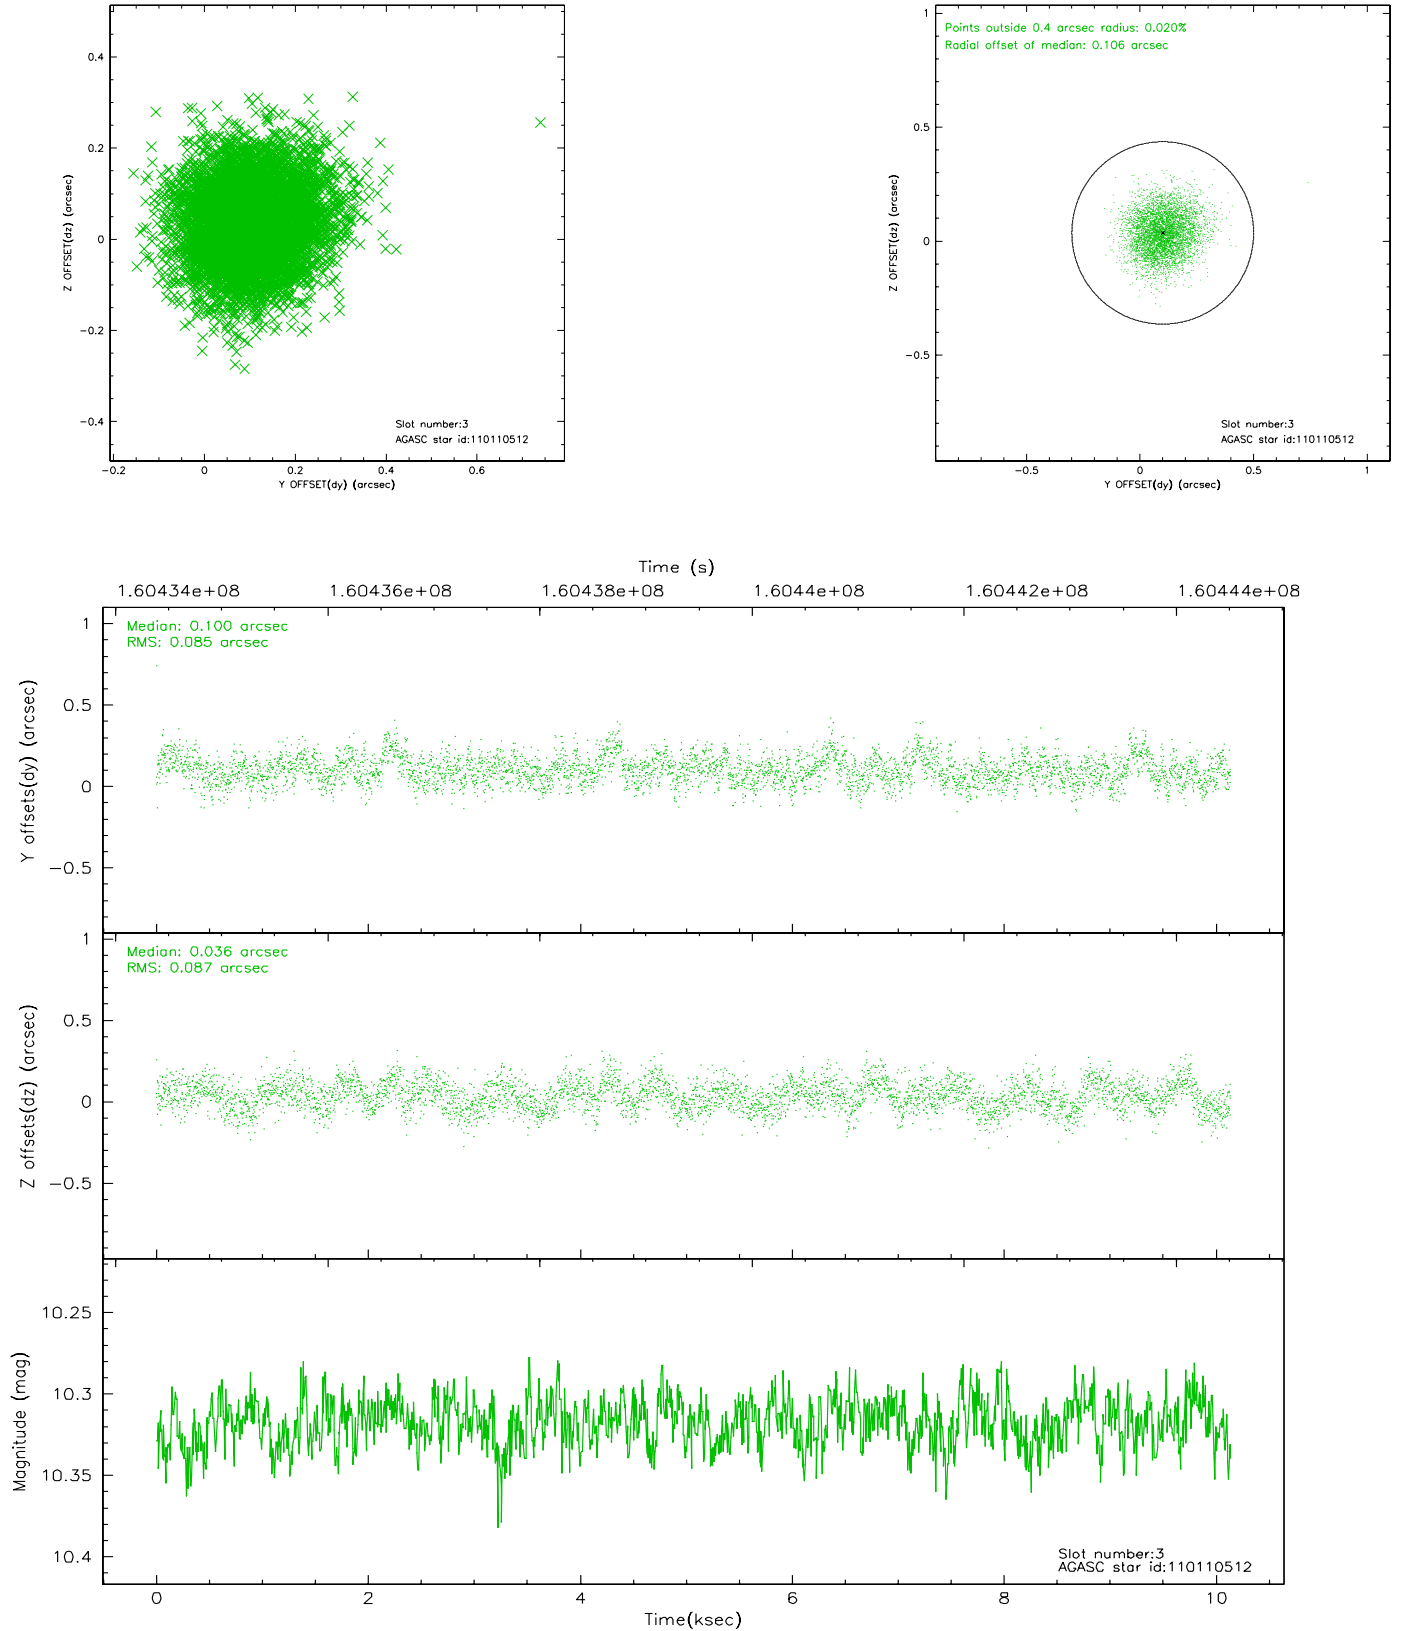 0.4
0.2
0
−0.2
−0.4
Z OFFSET(dz) (arcsec)
Slot number:3
AGASC star id:110110512
−0.2 0 0.2 0.4 0.6
Y OFFSET(dy) (arcsec)
Points outside 0.4 arcsec radius: 0.020%
Radial offset of median: 0.106 arcsec
1
0.5
0
−0.5
Z OFFSET(dz) (arcsec)
Slot number:3
AGASC star id:110110512
−0.5 0 0.5 1
Y OFFSET(dy) (arcsec)
Time (s)
1.60434e+08 1.60436e+08 1.60438e+08 1.6044e+08 1.60442e+08 1.60444e+08
Median: 0.100 arcsec
RMS: 0.085 arcsec
1
0.5
0
−0.5
Y offsets(dy) (arcsec)
Median: 0.036 arcsec
RMS: 0.087 arcsec
1
0.5
0
−0.5
Z offsets(dz) (arcsec)
10.25
10.3
10.35
10.4
Magnitude (mag)
Slot number:3
AGASC star id:110110512
0 2 4 6 8 10
Time(ksec)